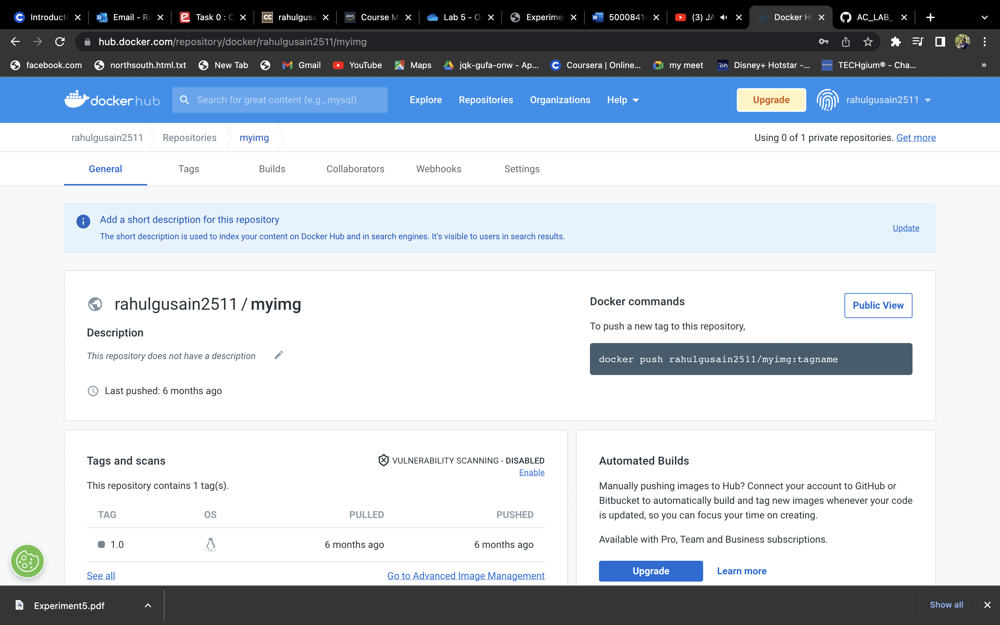 Introducti
Email - Ra
Task 0 : C
rahulgusa
aws
Course M
Lab 5 - O
Experime
5000841
(3) JA
Docker H
AC_LAB_
hub.docker.com/repository/docker/rahulgusain2511/myimg
facebook.com
northsouth.html.txt
New Tab
Gmail
YouTube
Maps
jqk-gufa-onw - Ap...
Coursera | Online...
my meet
Disney+ Hotstar -...
TECHgium® - Cha...
»
docker hub
Search for great content (e.g., mysql)
Explore
Repositories
Organizations
Help
Upgrade
rahulgusain2511
rahulgusain2511
Repositories
myimg
Using 0 of 1 private repositories. Get more
General
Tags
Builds
Collaborators
Webhooks
Settings
Add a short description for this repository
The short description is used to index your content on Docker Hub and in search engines. It's visible to users in search results.
Update
rahulgusain2511 / myimg
Description
This repository does not have a description
Last pushed: 6 months ago
Docker commands
Public View
To push a new tag to this repository,
docker push rahulgusain2511/myimg:tagname
Tags and scans
VULNERABILITY SCANNING - DISABLED
Enable
This repository contains 1 tag(s).
TAG OS PULLED PUSHED
1.0 6 months ago 6 months ago
See all
Go to Advanced Image Management
Automated Builds
Manually pushing images to Hub? Connect your account to GitHub or
Bitbucket to automatically build and tag new images whenever your code
is updated, so you can focus your time on creating.
Available with Pro, Team and Business subscriptions.
Upgrade
Learn more
Experiment5.pdf
Show all